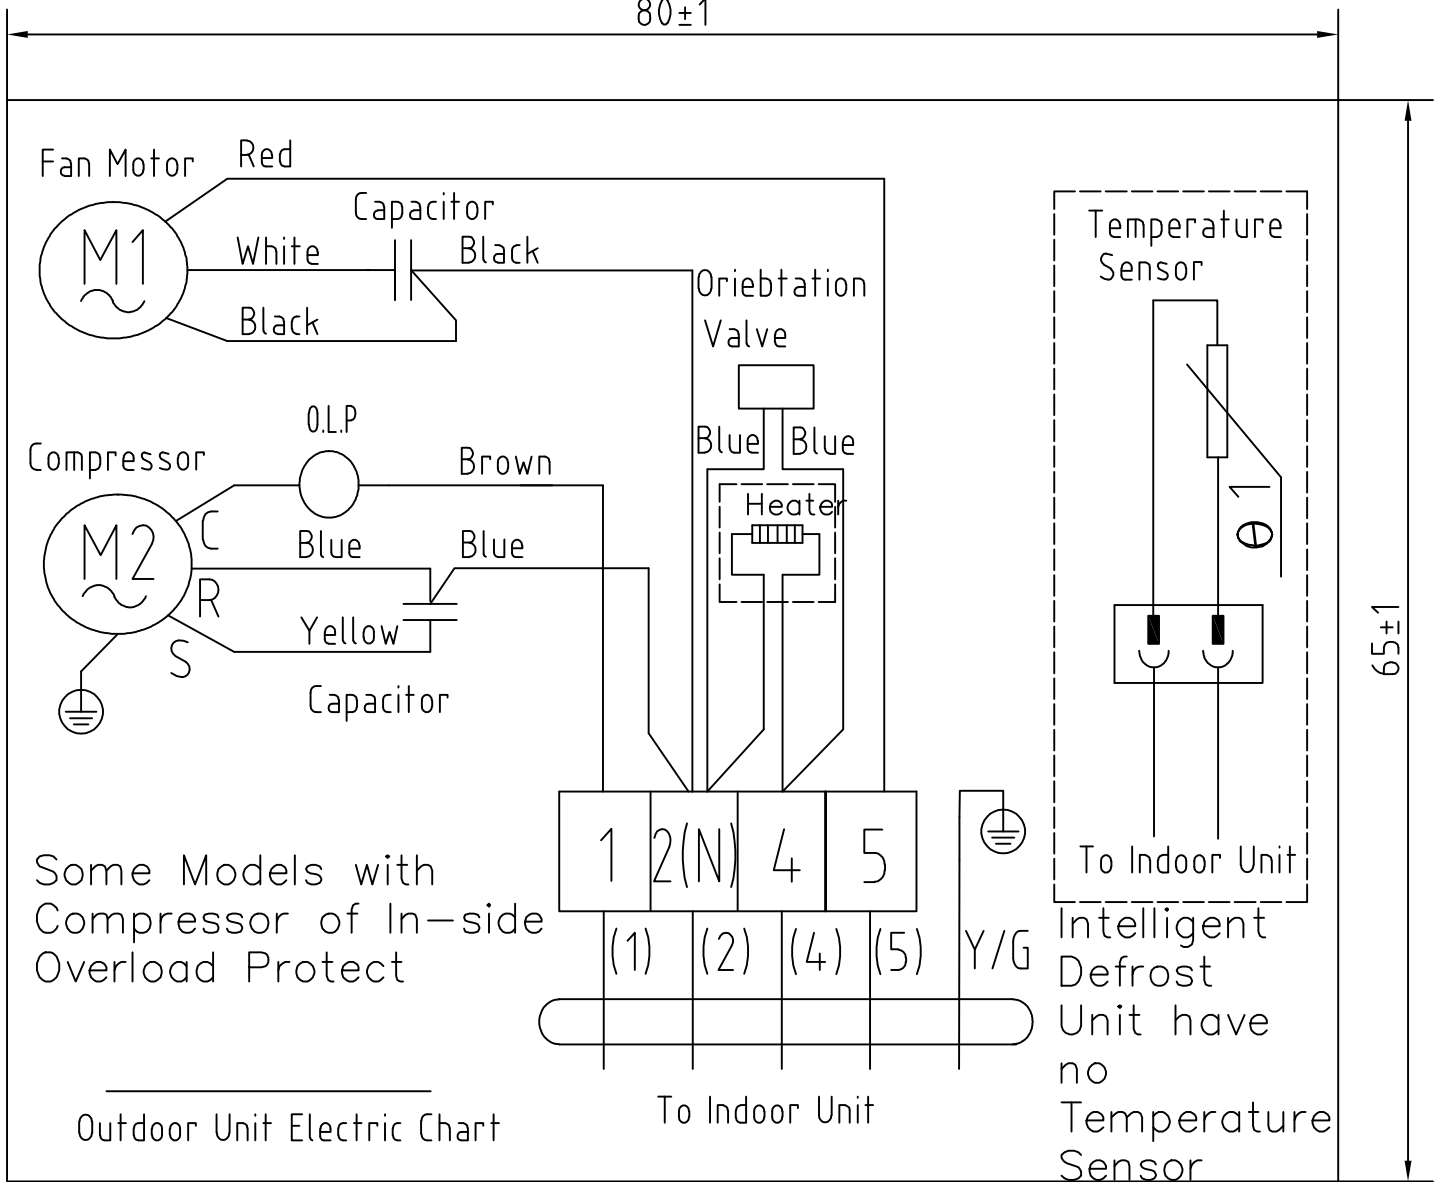 80±1
Fan Motor
Red
M1
White
Capacitor
Black
Black
Oriebtation
Valve
Blue
Blue
Heater
Temperature
Sensor
θ 1
Compressor
O.L.P
Brown
M2
C
R
S
Blue
Blue
Yellow
Capacitor
65±1
1
2(N)
4
5
(1)
(2)
(4)
(5)
Y/G
To Indoor Unit
To Indoor Unit
Some Models with
Compressor of In-side
Overload Protect
Outdoor Unit Electric Chart
Intelligent
Defrost
Unit have
no
Temperature
Sensor